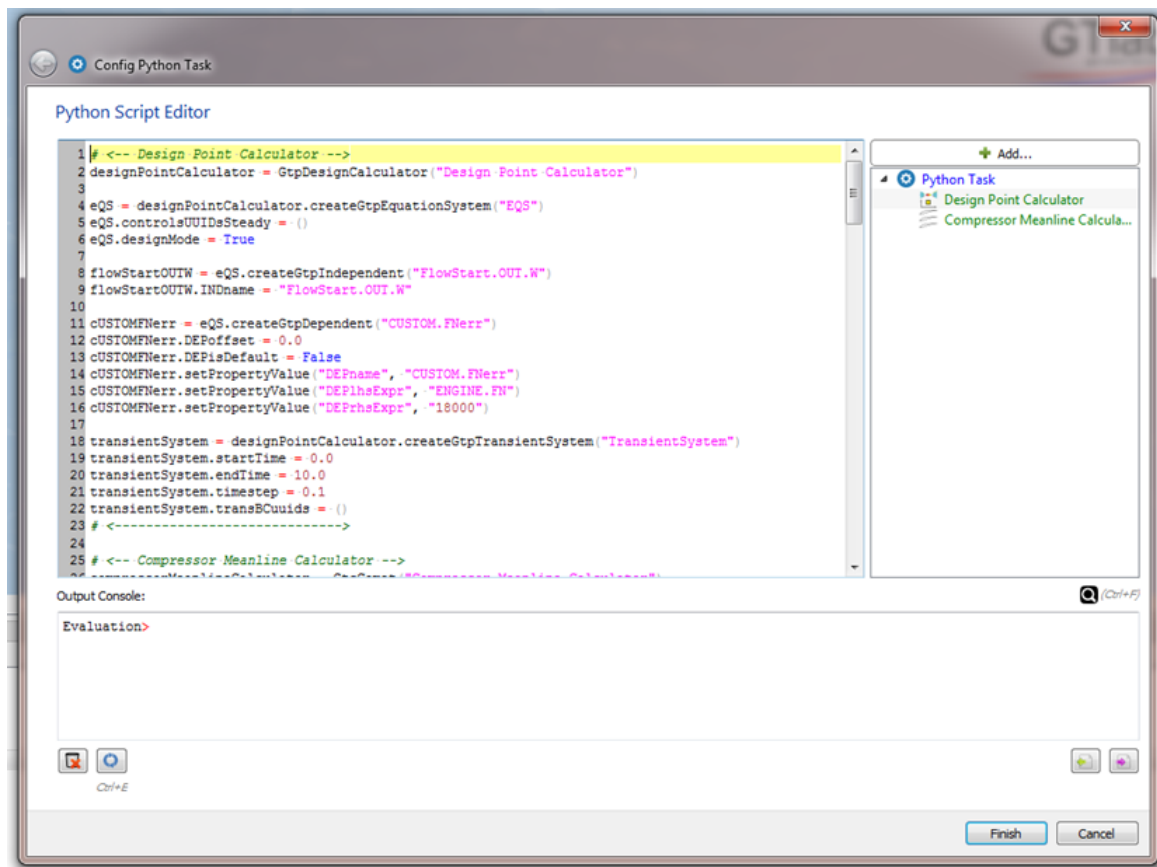 GTlab
Config Python Task
Python Script Editor
1 # <-- Design Point Calculator -->
2 designPointCalculator = GtpDesignCalculator("Design Point Calculator")
3
4 eQS = designPointCalculator.createGtpEquationSystem("EQS")
5 eQS.controlsUUIDsSteady = ()
6 eQS.designMode = True
7
8 flowStartOUTW = eQS.createGtpIndependent("FlowStart.OUT.W")
9 flowStartOUTW.INDname = "FlowStart.OUT.W"
10
11 cUSTOMFNerr = eQS.createGtpDependent("CUSTOM.FNerr")
12 cUSTOMFNerr.DEPoffset = 0.0
13 cUSTOMFNerr.DEPisDefault = False
14 cUSTOMFNerr.setPropertyValue("DEPname", "CUSTOM.FNerr")
15 cUSTOMFNerr.setPropertyValue("DEPlhsExpr", "ENGINE.FN")
16 cUSTOMFNerr.setPropertyValue("DEPrhsExpr", "18000")
17
18 transientSystem = designPointCalculator.createGtpTransientSystem("TransientSystem")
19 transientSystem.startTime = 0.0
20 transientSystem.endTime = 10.0
21 transientSystem.timestep = 0.1
22 transientSystem.transBCuuids = ()
23 # <----------------------------->
24
25 # <-- Compressor Meanline Calculator -->
Add...
Python Task
Design Point Calculator
Compressor Meanline Calcula...
Output Console:
(Ctrl+F)
Evaluation>
Ctrl+E
Finish
Cancel